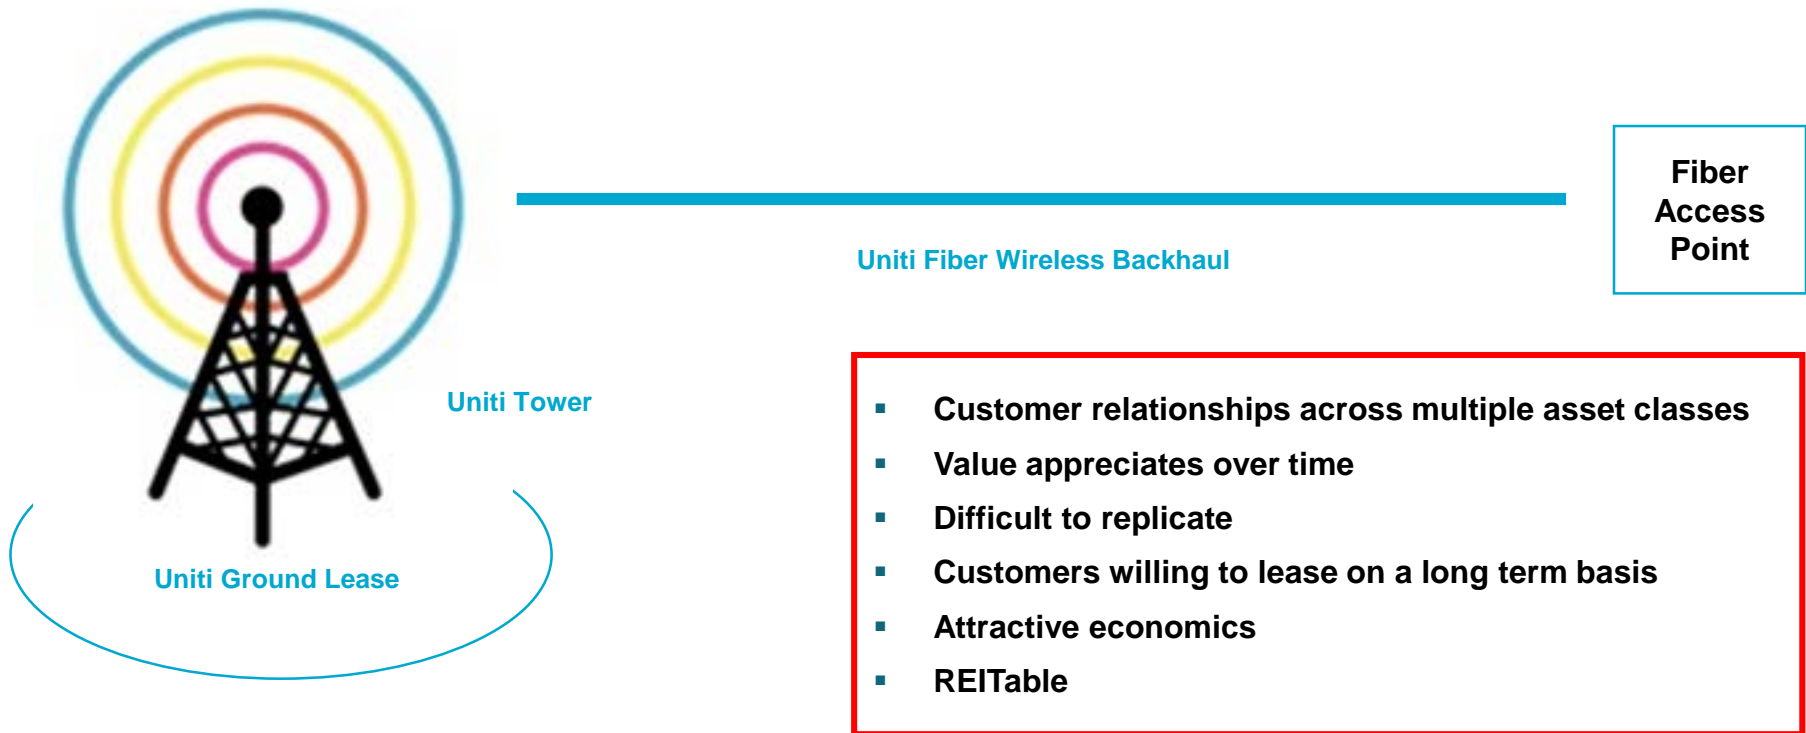 Fiber
Access
Point
Uniti Fiber Wireless Backhaul
Uniti Tower
Uniti Ground Lease
▪ Customer relationships across multiple asset classes
▪ Value appreciates over time
▪ Difficult to replicate
▪ Customers willing to lease on a long term basis
▪ Attractive economics
▪ REITable